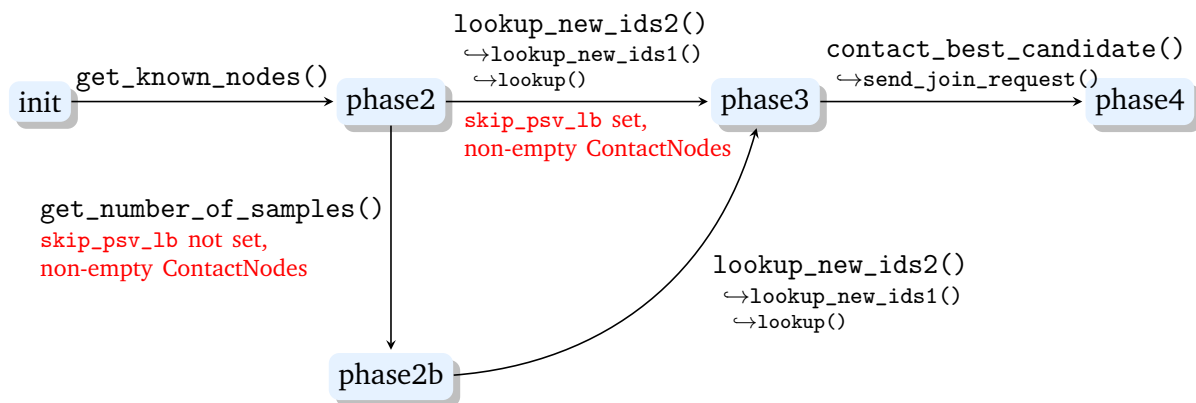 lookup_new_ids2()
↪lookup_new_ids1()
↪lookup()
contact_best_candidate()
↪send_join_request()
get_known_nodes()
init
phase2
phase3
phase4
skip_psv_lb set,
non-empty ContactNodes
get_number_of_samples()
skip_psv_lb not set,
non-empty ContactNodes
lookup_new_ids2()
↪lookup_new_ids1()
↪lookup()
phase2b